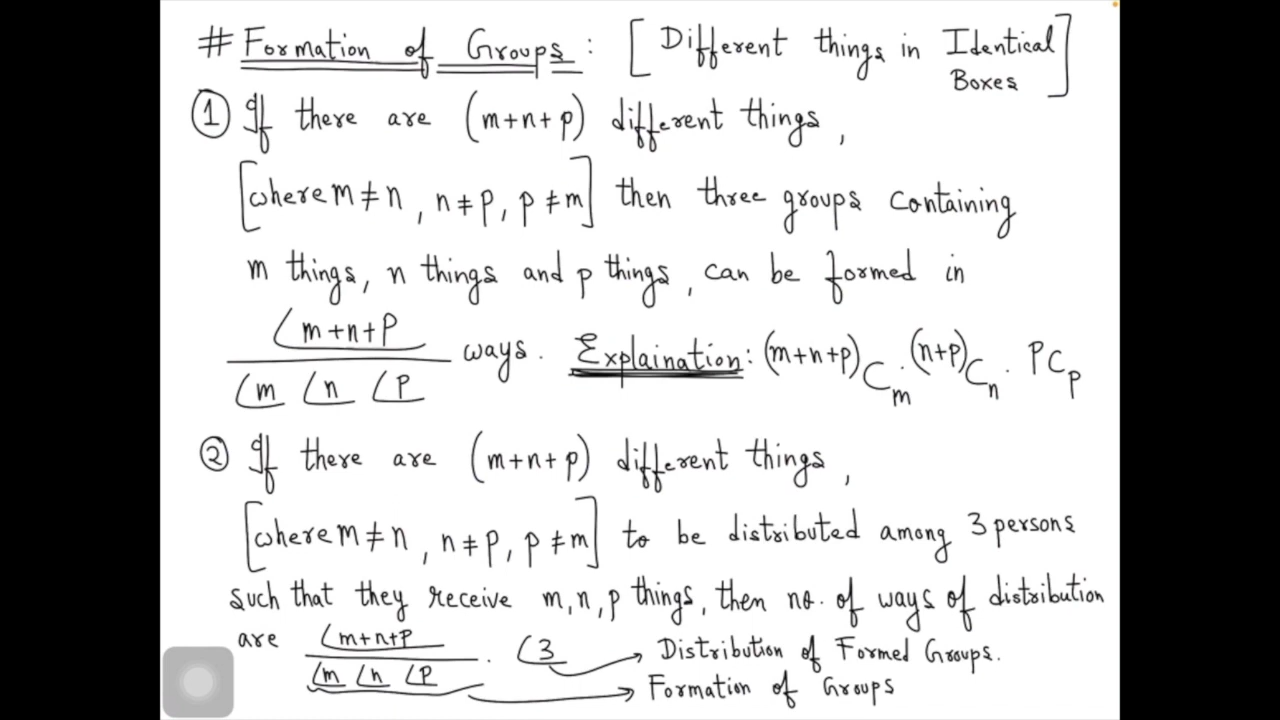 # Formation of Groups : [Different things in Identical Boxes]
① If there are (m+n+p) different things,
[where m ≠ n, n ≠ p, p ≠ m] then three groups containing
m things, n things and p things, can be formed in
∠m+n+p / ∠m ∠n ∠p ways. Explaination: (m+n+p)Cm . (n+p)Cn . PCp
② If there are (m+n+p) different things,
[where m ≠ n, n ≠ p, p ≠ m] to be distributed among 3 persons
such that they receive m, n, p things, then no. of ways of distribution
are ∠m+n+p / ∠m ∠n ∠p . ∠3 → Distribution of Formed Groups.
→ Formation of Groups